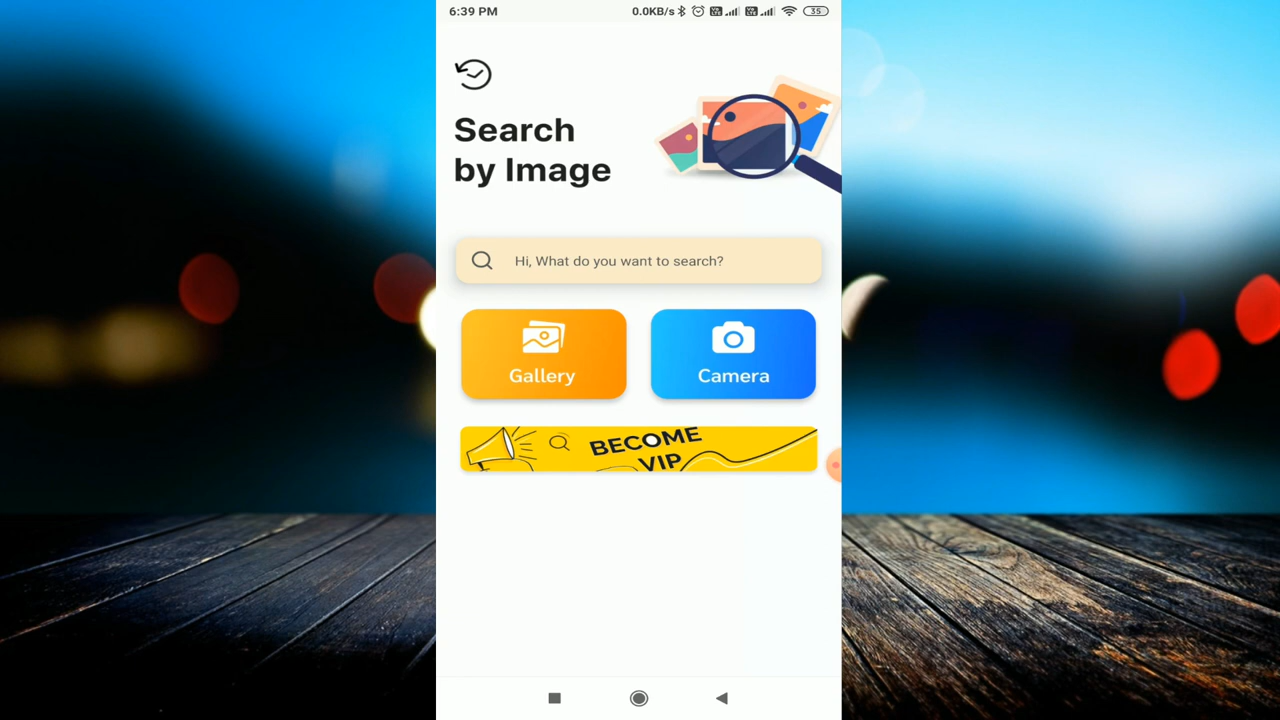 6:39 PM
0.0KB/s
35
Search
by Image
Hi, What do you want to search?
Gallery
Camera
BECOME
VIP